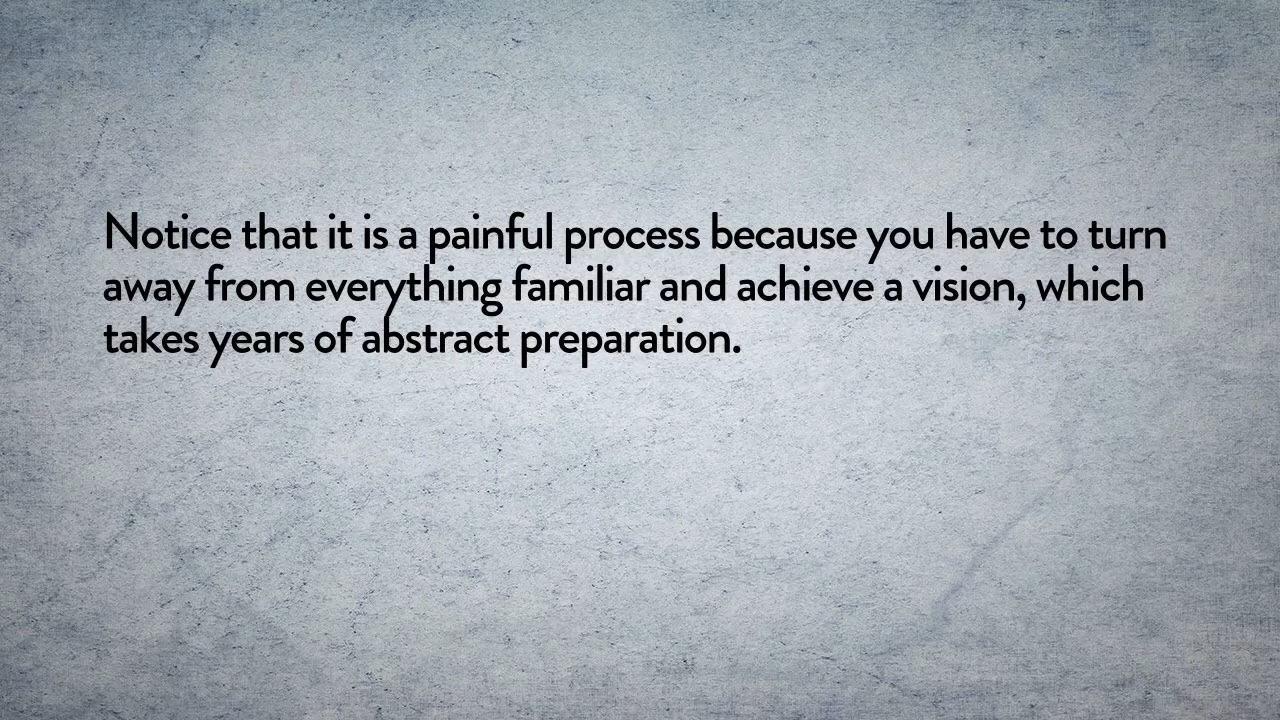 Notice that it is a painful process because you have to turn
away from everything familiar and achieve a vision, which
takes years of abstract preparation.